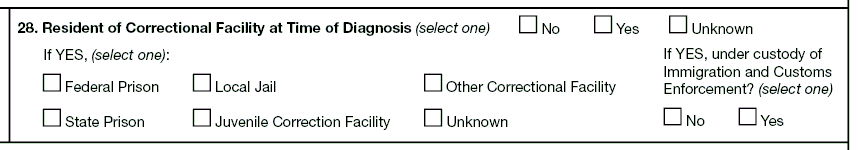 28. Resident of Correctional Facility at Time of Diagnosis (select one) No Yes Unknown
If YES, (select one):
Federal Prison Local Jail Other Correctional Facility
State Prison Juvenile Correction Facility Unknown
If YES, under custody of
Immigration and Customs
Enforcement? (select one)
No Yes